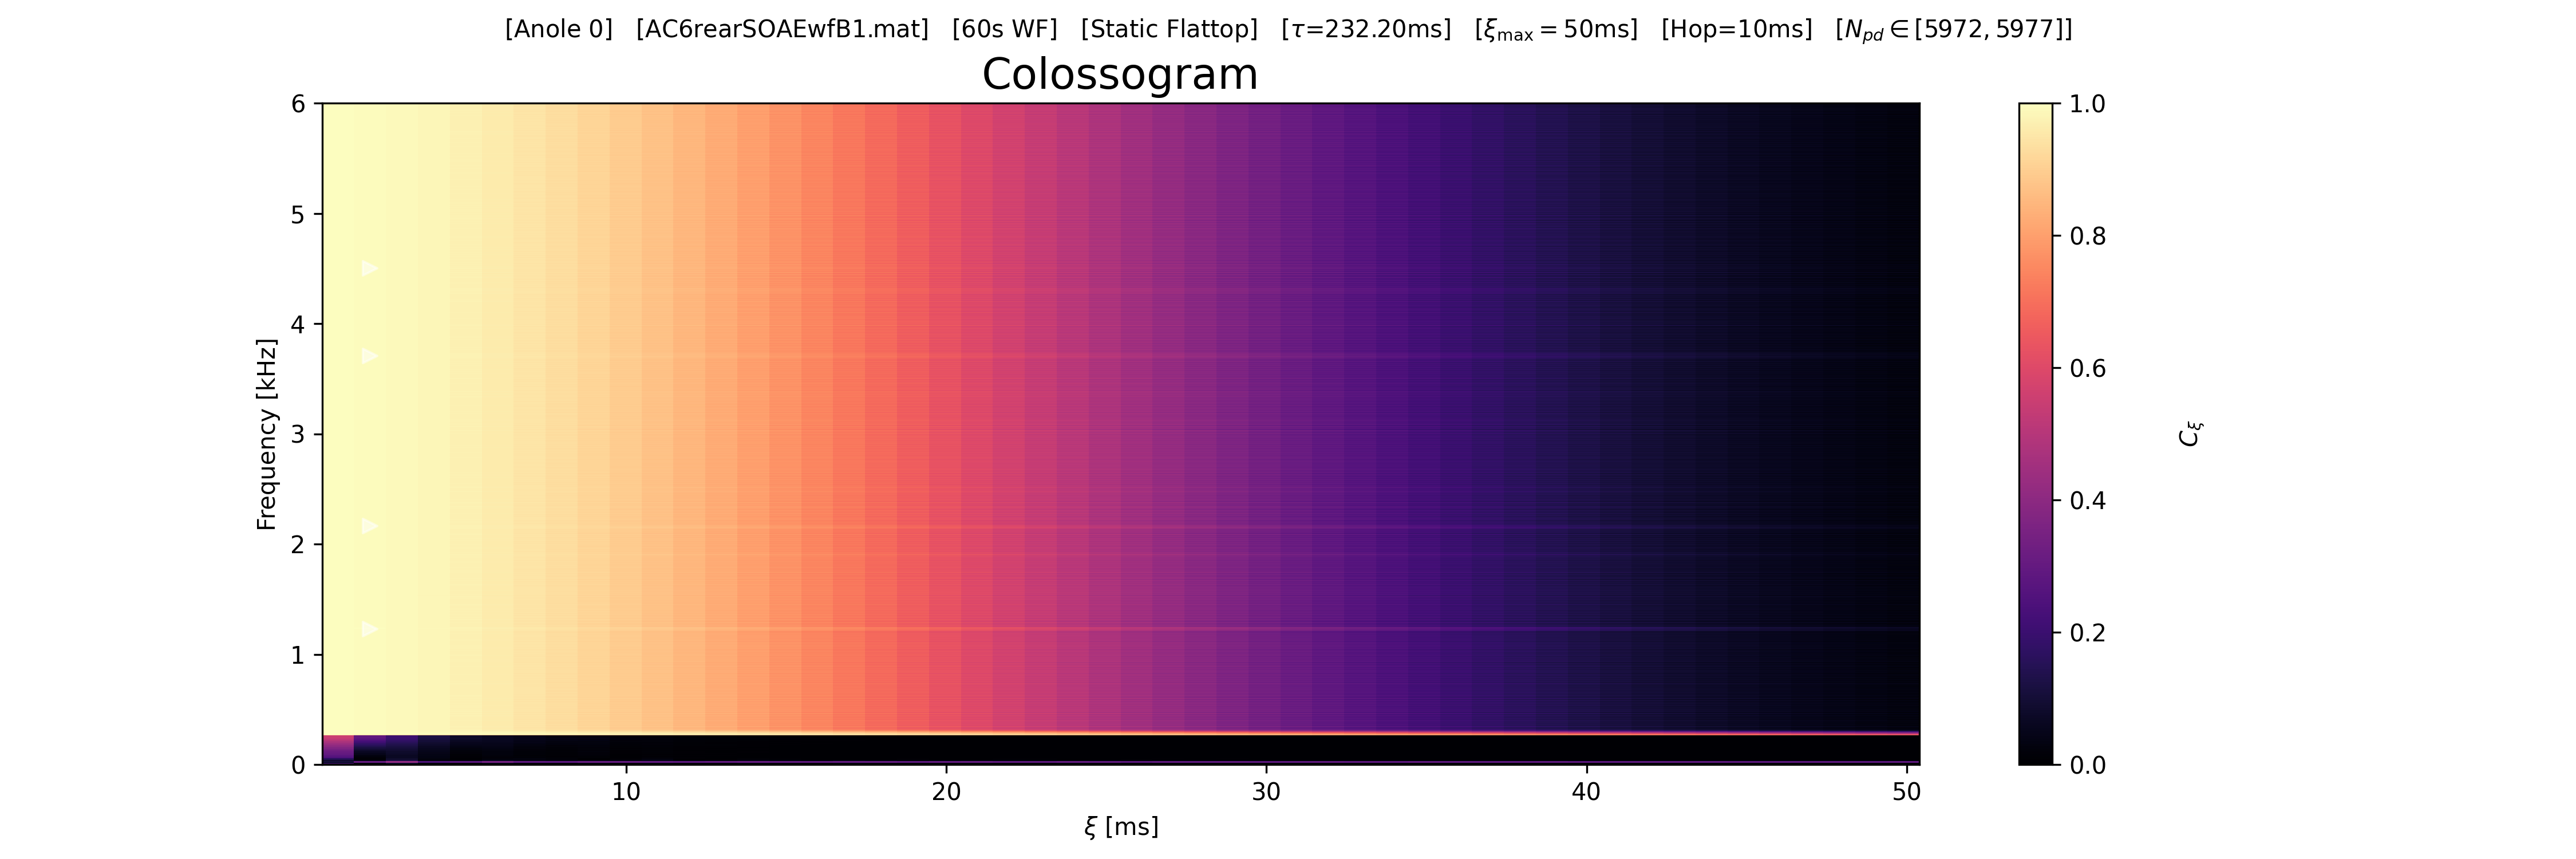 [Anole 0] [AC6rearSOAEwfB1.mat] [60s WF] [Static Flattop] [τ=232.20ms] [ξmax = 50ms] [Hop=10ms] [Npd ∈ [5972, 5977]]
Colossogram
Frequency [kHz]
6
5
4
3
2
1
0
10 20 30 40 50
ξ [ms]
1.0
0.8
0.6
0.4
0.2
0.0
Cξ